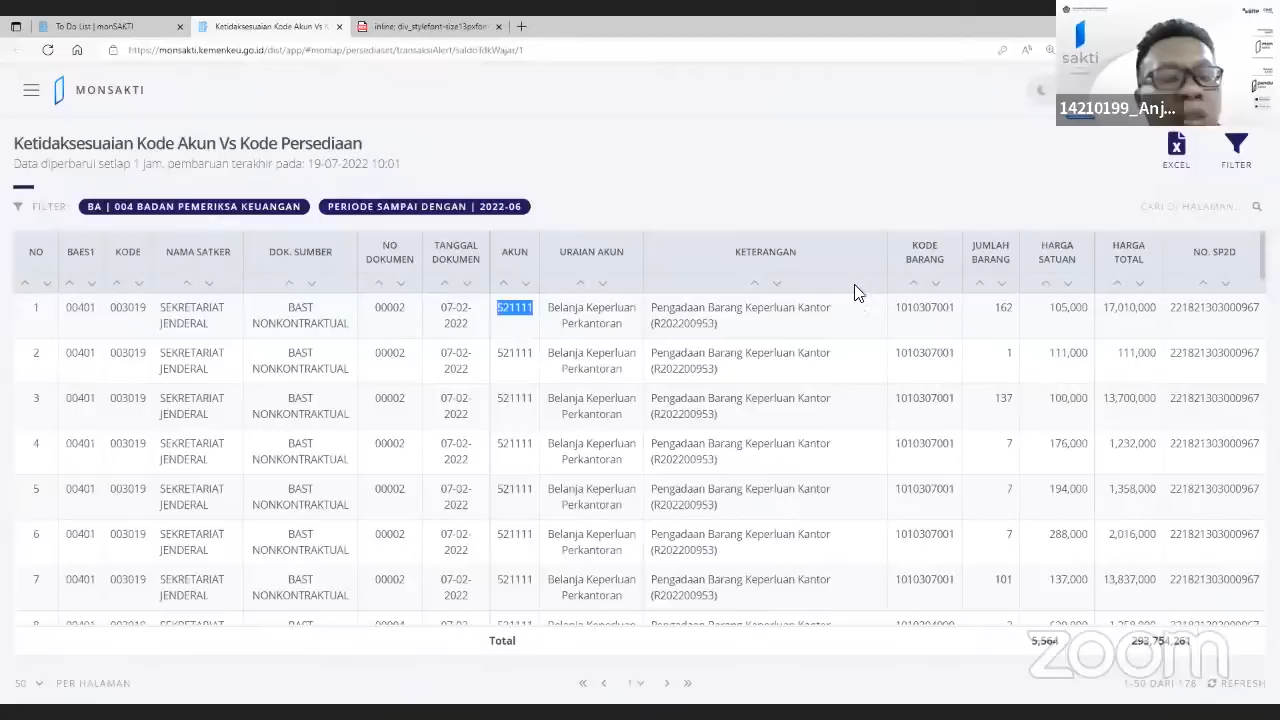 To Do List | monSAKTI
Ketidaksesuaian Kode Akun Vs K
inline; div_stylefont-size13pxfon
https://monsakti.kemenkeu.go.id/dist/app/#moniap/persediaset/transaksiAlert/saldoTdkWajar/1
sakti
14210199_Anj...
MONSAKTI
Ketidaksesuaian Kode Akun Vs Kode Persediaan
Data diperbarui setiap 1 jam. pembaruan terakhir pada: 19-07-2022 10:01
EXCEL FILTER
FILTER: BA | 004 BADAN PEMERIKSA KEUANGAN PERIODE SAMPAI DENGAN | 2022-06 CARI DI HALAMAN...
NO BAES1 KODE NAMA SATKER DOK. SUMBER NO DOKUMEN TANGGAL DOKUMEN AKUN URAIAN AKUN KETERANGAN KODE BARANG JUMLAH BARANG HARGA SATUAN HARGA TOTAL NO. SP2D
1 00401 003019 SEKRETARIAT JENDERAL BAST NONKONTRAKTUAL 00002 07-02-2022 521111 Belanja Keperluan Perkantoran Pengadaan Barang Keperluan Kantor (R202200953) 1010307001 162 105,000 17,010,000 221821303000967
2 00401 003019 SEKRETARIAT JENDERAL BAST NONKONTRAKTUAL 00002 07-02-2022 521111 Belanja Keperluan Perkantoran Pengadaan Barang Keperluan Kantor (R202200953) 1010307001 1 111,000 111,000 221821303000967
3 00401 003019 SEKRETARIAT JENDERAL BAST NONKONTRAKTUAL 00002 07-02-2022 521111 Belanja Keperluan Perkantoran Pengadaan Barang Keperluan Kantor (R202200953) 1010307001 137 100,000 13,700,000 221821303000967
4 00401 003019 SEKRETARIAT JENDERAL BAST NONKONTRAKTUAL 00002 07-02-2022 521111 Belanja Keperluan Perkantoran Pengadaan Barang Keperluan Kantor (R202200953) 1010307001 7 176,000 1,232,000 221821303000967
5 00401 003019 SEKRETARIAT JENDERAL BAST NONKONTRAKTUAL 00002 07-02-2022 521111 Belanja Keperluan Perkantoran Pengadaan Barang Keperluan Kantor (R202200953) 1010307001 7 194,000 1,358,000 221821303000967
6 00401 003019 SEKRETARIAT JENDERAL BAST NONKONTRAKTUAL 00002 07-02-2022 521111 Belanja Keperluan Perkantoran Pengadaan Barang Keperluan Kantor (R202200953) 1010307001 7 288,000 2,016,000 221821303000967
7 00401 003019 SEKRETARIAT JENDERAL BAST NONKONTRAKTUAL 00002 07-02-2022 521111 Belanja Keperluan Perkantoran Pengadaan Barang Keperluan Kantor (R202200953) 1010307001 101 137,000 13,837,000 221821303000967
Total 5,564 293,754,261
zoom
50 PER HALAMAN 1 1-50 DARI 178 REFRESH